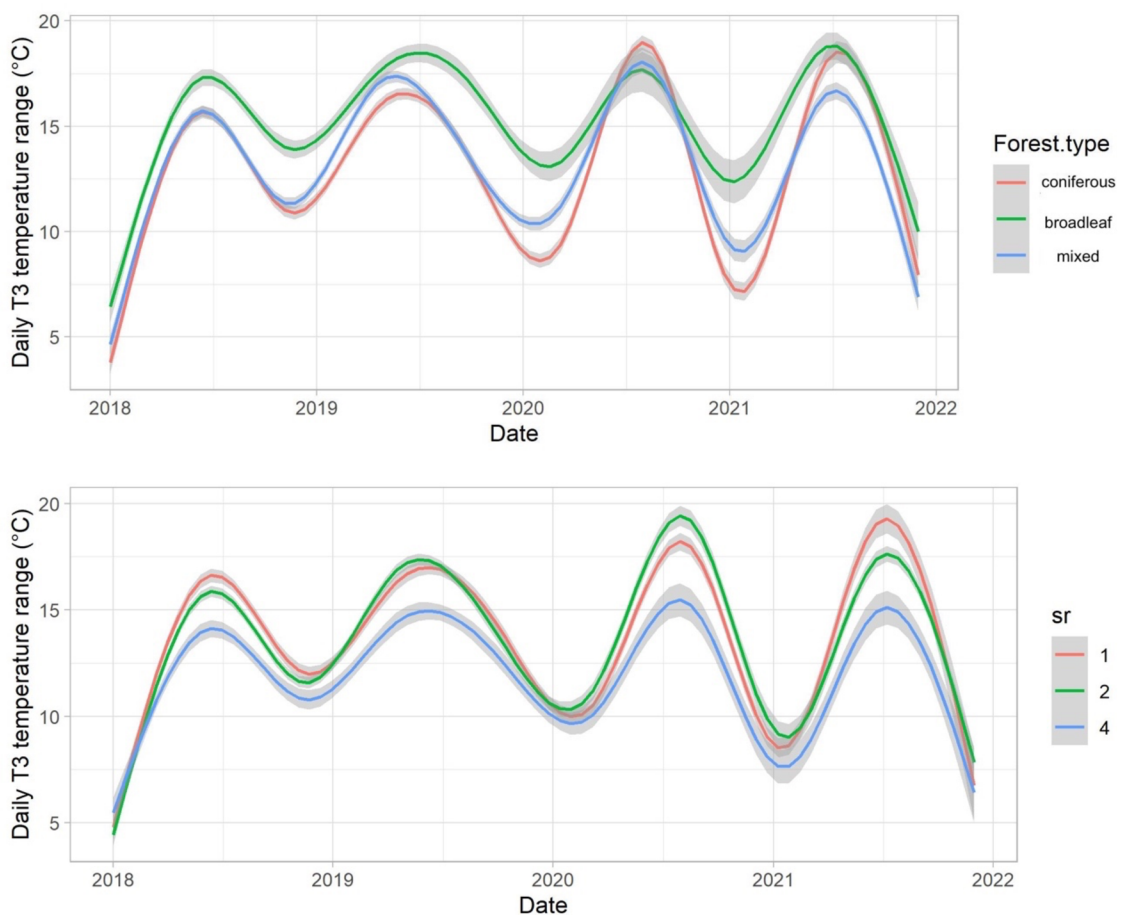 Daily T3 temperature range (°C)
20
15
10
5
2018 2019 2020 2021 2022
Date
Forest.type
coniferous
broadleaf
mixed
Daily T3 temperature range (°C)
20
15
10
5
2018 2019 2020 2021 2022
Date
sr
1
2
4